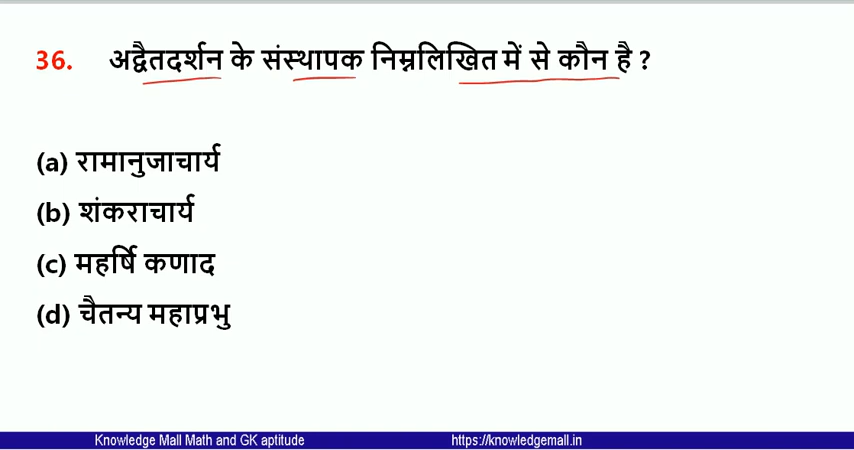 36. अद्वैतदर्शन के संस्थापक निम्नलिखित में से कौन है ?
(a) रामानुजाचार्य
(b) शंकराचार्य
(c) महर्षि कणाद
(d) चैतन्य महाप्रभु
Knowledge Mall Math and GK aptitude https://knowledgemall.in